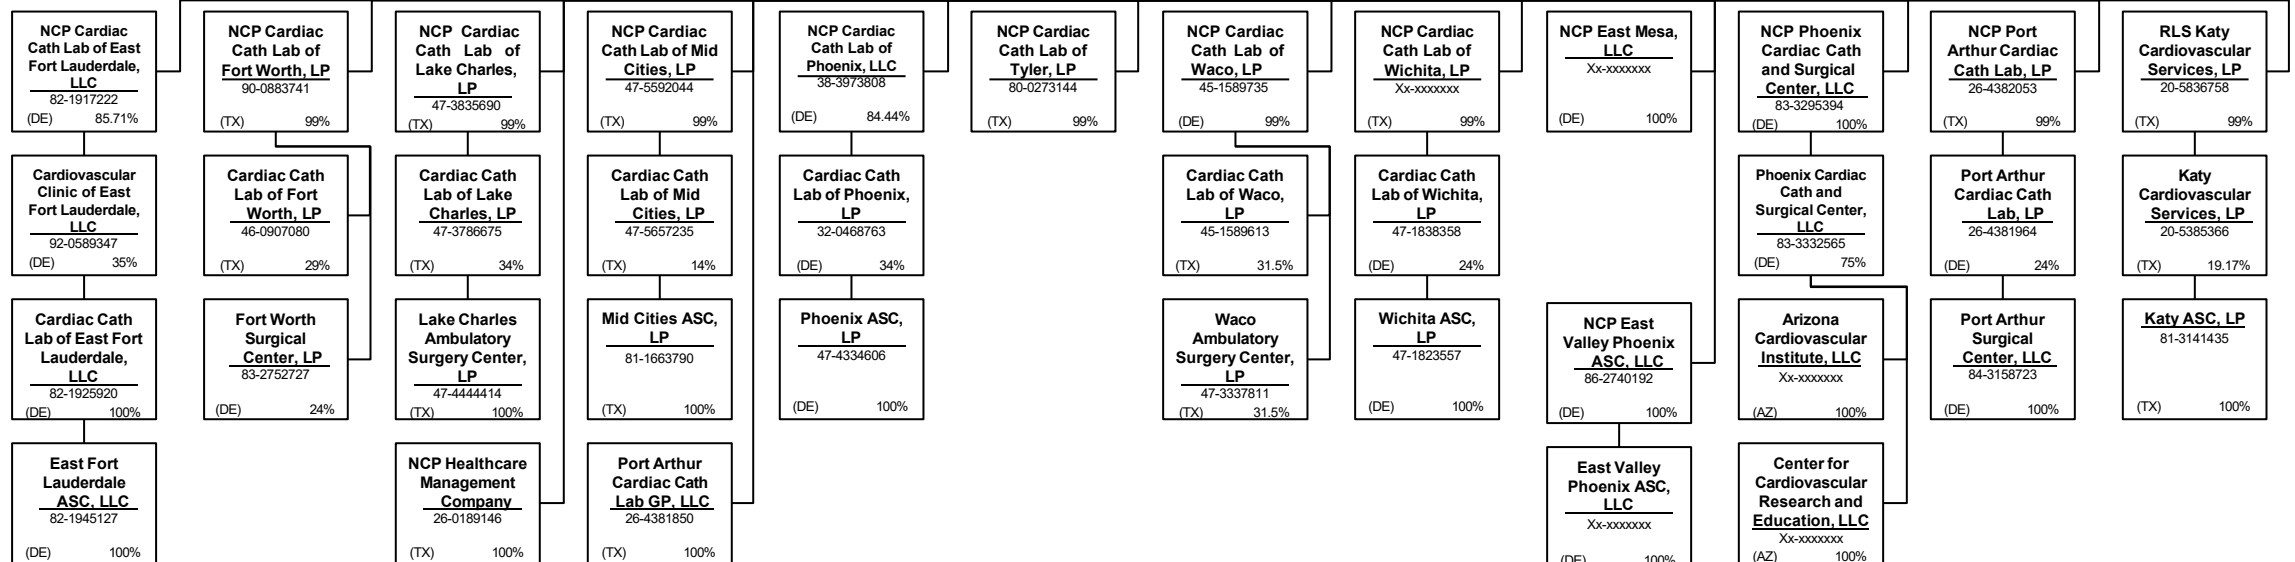 NCP Cardiac
Cath Lab of East
Fort Lauderdale,
LLC
82-1917222
(DE) 85.71%
NCP Cardiac
Cath Lab of
Fort Worth, LP
90-0883741
(TX) 99%
NCP Cardiac
Cath Lab of
Lake Charles,
LP
47-3835690
(TX) 99%
NCP Cardiac
Cath Lab of Mid
Cities, LP
47-5592044
(TX) 99%
NCP Cardiac
Cath Lab of
Phoenix, LLC
38-3973808
(DE) 84.44%
NCP Cardiac
Cath Lab of
Tyler, LP
80-0273144
(TX) 99%
NCP Cardiac
Cath Lab of
Waco, LP
45-1589735
(DE) 99%
NCP Cardiac
Cath Lab of
Wichita, LP
Xx-xxxxxxx
(TX) 99%
NCP East Mesa,
LLC
Xx-xxxxxxx
(DE) 100%
NCP Phoenix
Cardiac Cath
and Surgical
Center, LLC
83-3295394
(DE) 100%
NCP Port
Arthur Cardiac
Cath Lab, LP
26-4382053
(TX) 99%
RLS Katy
Cardiovascular
Services, LP
20-5836758
(TX) 99%
Cardiovascular
Clinic of East
Fort Lauderdale,
LLC
92-0589347
(DE) 35%
Cardiac Cath
Lab of Fort
Worth, LP
46-0907080
(TX) 29%
Cardiac Cath
Lab of Lake
Charles, LP
47-3786675
(TX) 34%
Cardiac Cath
Lab of Mid
Cities, LP
47-5657235
(TX) 14%
Cardiac Cath
Lab of Phoenix,
LP
32-0468763
(DE) 34%
Cardiac Cath
Lab of Waco,
LP
45-1589613
(TX) 31.5%
Cardiac Cath
Lab of Wichita,
LP
47-1838358
(DE) 24%
Phoenix Cardiac
Cath and
Surgical Center,
LLC
83-3332565
(DE) 75%
Port Arthur
Cardiac Cath
Lab, LP
26-4381964
(DE) 24%
Katy
Cardiovascular
Services, LP
20-5385366
(TX) 19.17%
Cardiac Cath
Lab of East Fort
Lauderdale,
LLC
82-1925920
(DE) 100%
Fort Worth
Surgical
Center, LP
83-2752727
(DE) 24%
Lake Charles
Ambulatory
Surgery Center,
LP
47-4444414
(TX) 100%
Mid Cities ASC,
LP
81-1663790
(TX) 100%
Phoenix ASC,
LP
47-4334606
(DE) 100%
Waco
Ambulatory
Surgery Center,
LP
47-3337811
(TX) 31.5%
Wichita ASC,
LP
47-1823557
(DE) 100%
NCP East
Valley Phoenix
ASC, LLC
86-2740192
(DE) 100%
Arizona
Cardiovascular
Institute, LLC
Xx-xxxxxxx
(AZ) 100%
Port Arthur
Surgical
Center, LLC
84-3158723
(DE) 100%
Katy ASC, LP
81-3141435
(TX) 100%
East Fort
Lauderdale
ASC, LLC
82-1945127
(DE) 100%
NCP Healthcare
Management
Company
26-0189146
(TX) 100%
Port Arthur
Cardiac Cath
Lab GP, LLC
26-4381850
(TX) 100%
East Valley
Phoenix ASC,
LLC
Xx-xxxxxxx
(DE) 100%
Center for
Cardiovascular
Research and
Education, LLC
Xx-xxxxxxx
(AZ) 100%